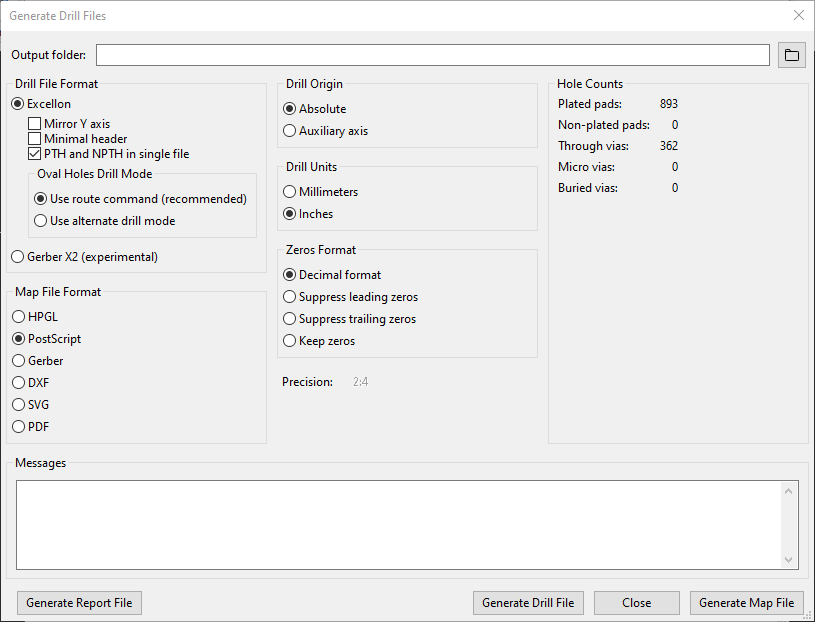 Generate Drill Files
Output folder:
Drill File Format
Excellon
Mirror Y axis
Minimal header
PTH and NPTH in single file
Oval Holes Drill Mode
Use route command (recommended)
Use alternate drill mode
Gerber X2 (experimental)
Map File Format
HPGL
PostScript
Gerber
DXF
SVG
PDF
Drill Origin
Absolute
Auxiliary axis
Drill Units
Millimeters
Inches
Zeros Format
Decimal format
Suppress leading zeros
Suppress trailing zeros
Keep zeros
Precision: 2:4
Hole Counts
Plated pads: 893
Non-plated pads: 0
Through vias: 362
Micro vias: 0
Buried vias: 0
Messages
Generate Report File
Generate Drill File
Close
Generate Map File